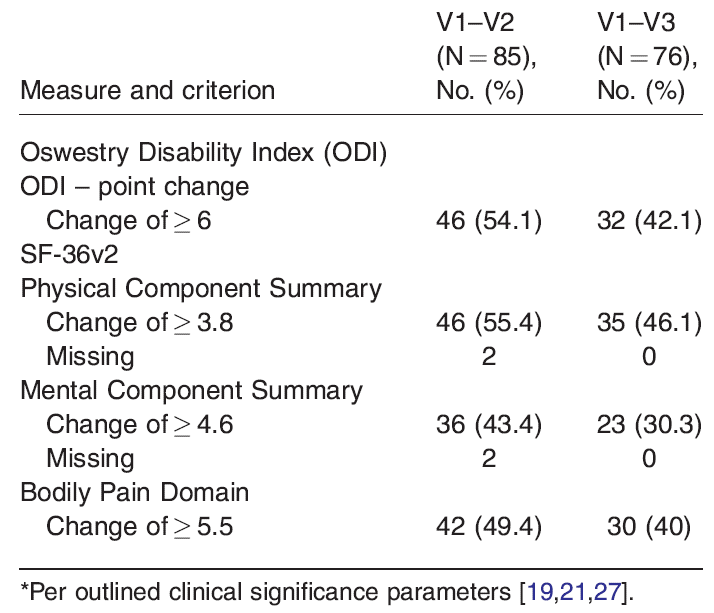 V1–V2 V1–V3
(N = 85), (N = 76),
Measure and criterion No. (%) No. (%)
Oswestry Disability Index (ODI)
ODI – point change
Change of ≥ 6 46 (54.1) 32 (42.1)
SF-36v2
Physical Component Summary
Change of ≥ 3.8 46 (55.4) 35 (46.1)
Missing 2 0
Mental Component Summary
Change of ≥ 4.6 36 (43.4) 23 (30.3)
Missing 2 0
Bodily Pain Domain
Change of ≥ 5.5 42 (49.4) 30 (40)
*Per outlined clinical significance parameters [19,21,27].